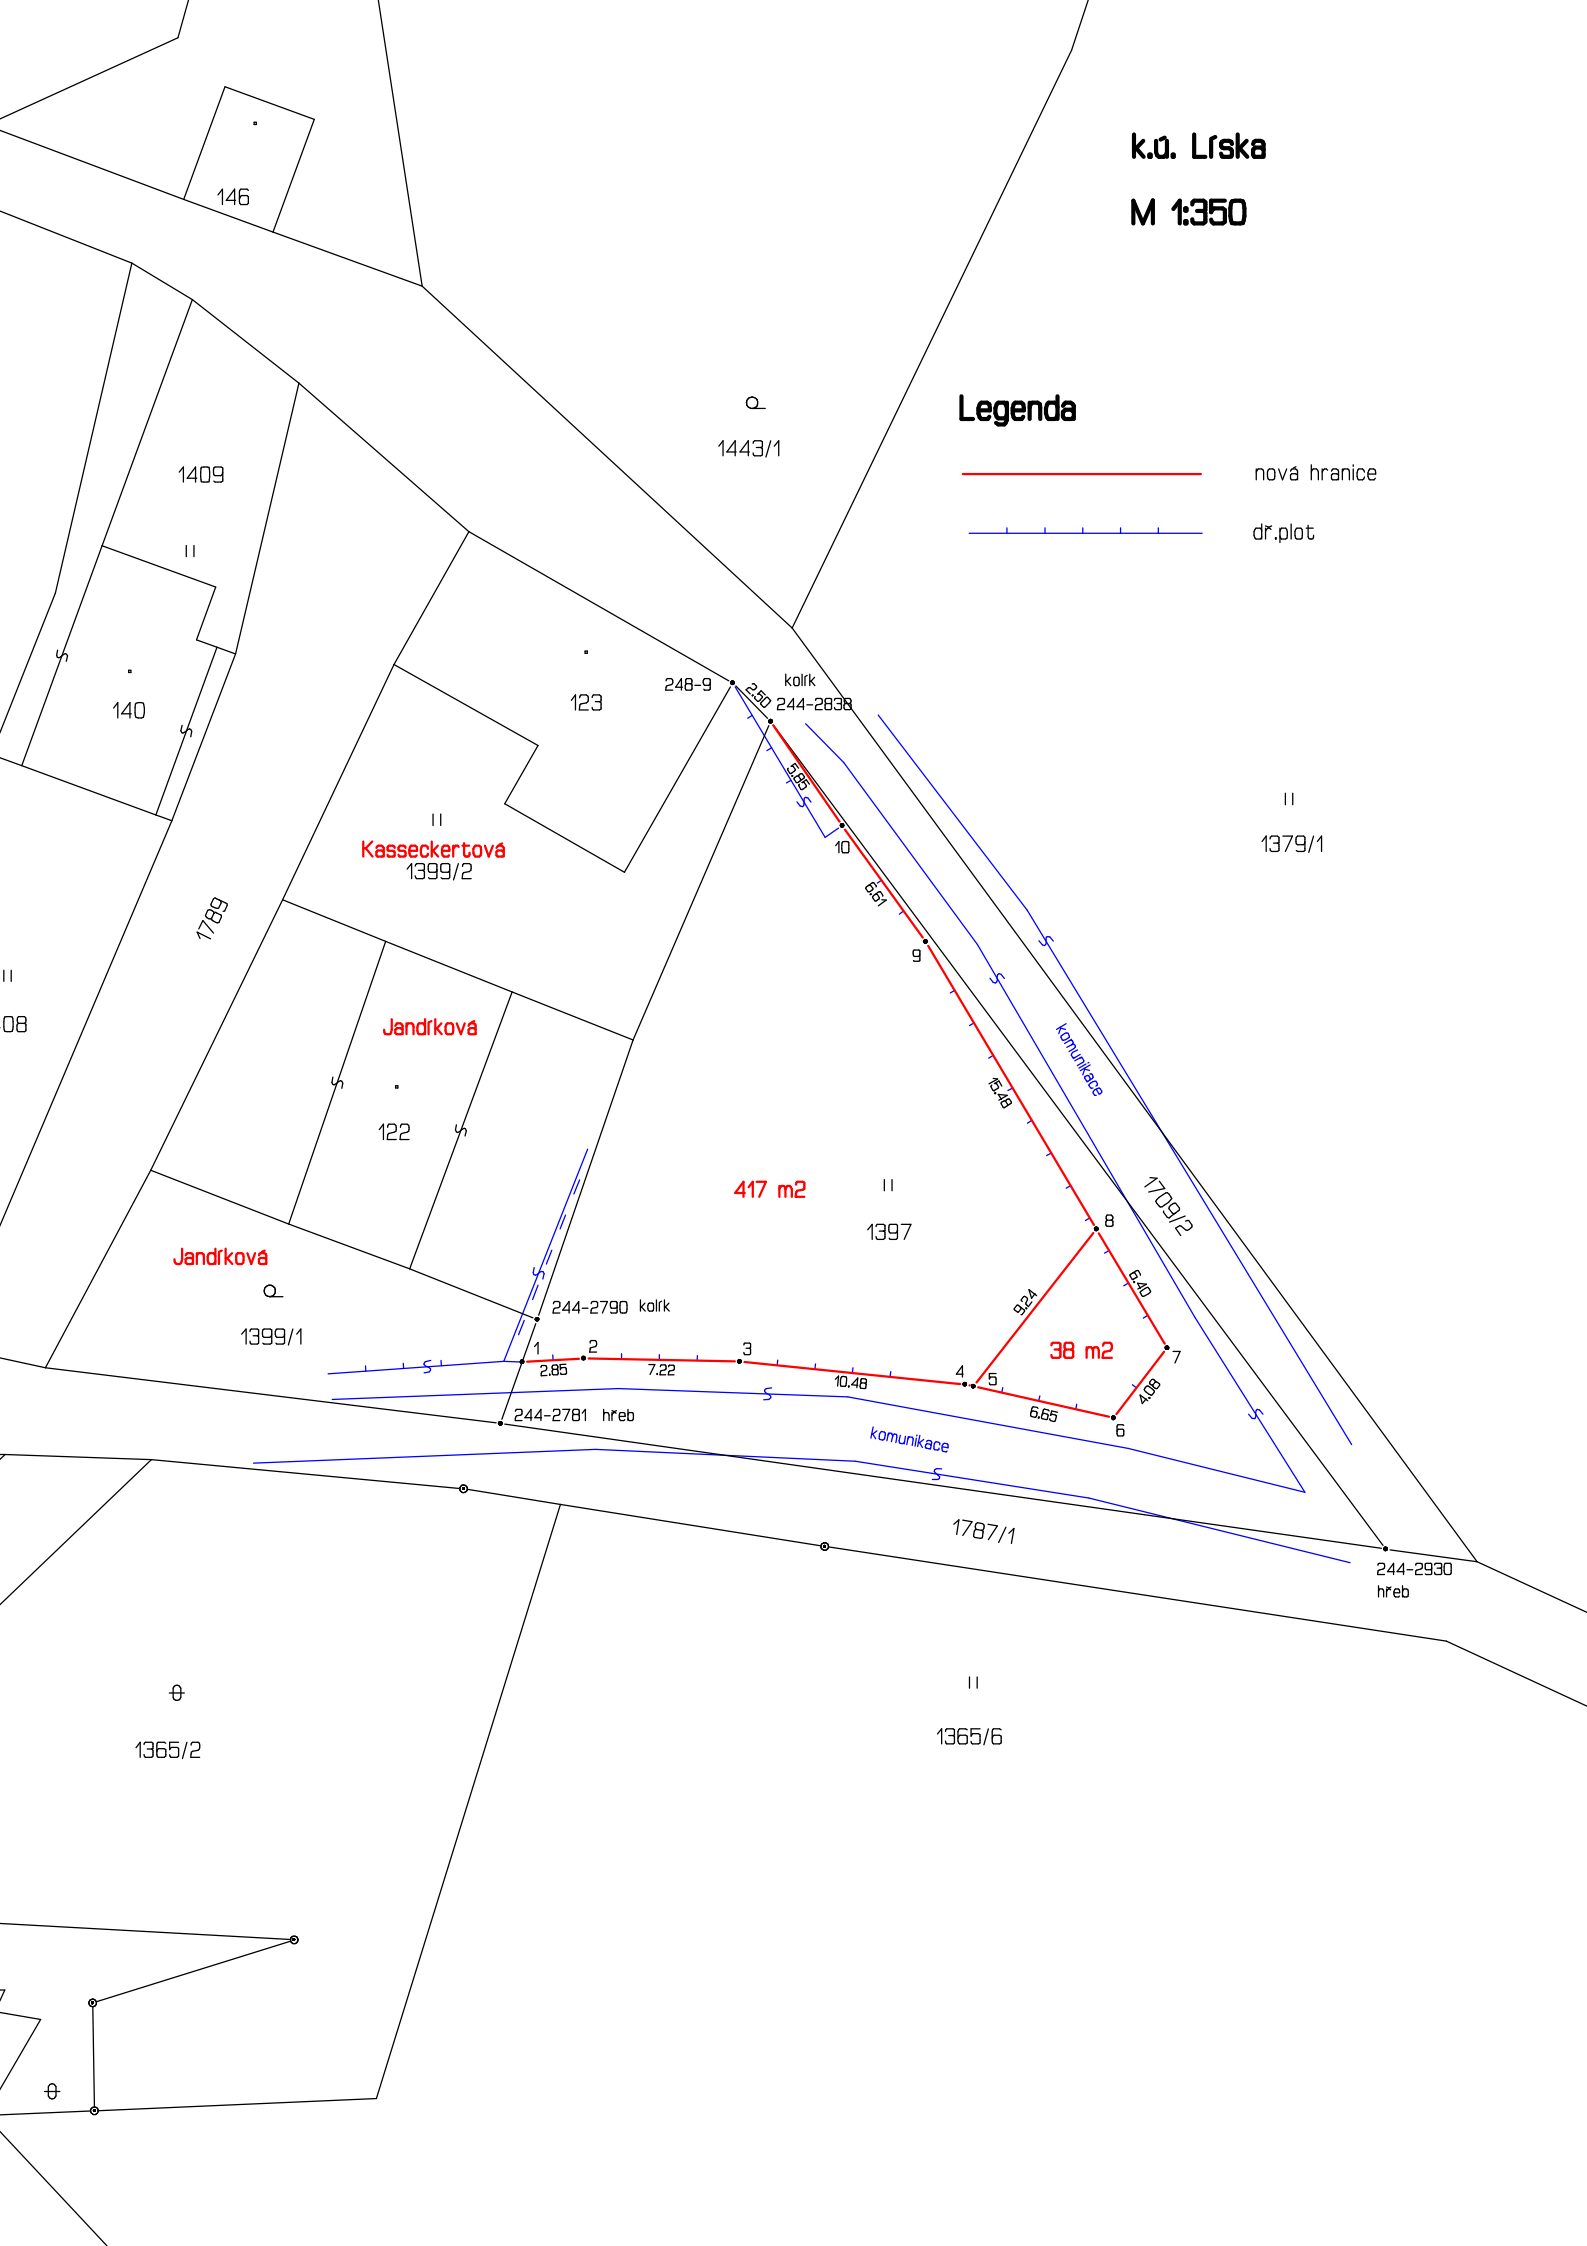 k.ú. Líska
M 1:350
146
Legenda
1443/1
nová hranice
1409
dř.plot
kolík
248-9
2.50
244-2838
123
140
5.85
1379/1
10
Kasseckertová
1399/2
6.61
1789
9
08
Jandíková
komunikace
15.48
122
417 m2
1397
1709/2
8
Jandíková
6.40
9.24
244-2790 kolík
1399/1
1
2
3
38 m2
7
2.85
7.22
10.48
4
5
4.08
6.65
6
244-2781 hřeb
komunikace
1787/1
244-2930
hřeb
1365/2
1365/6